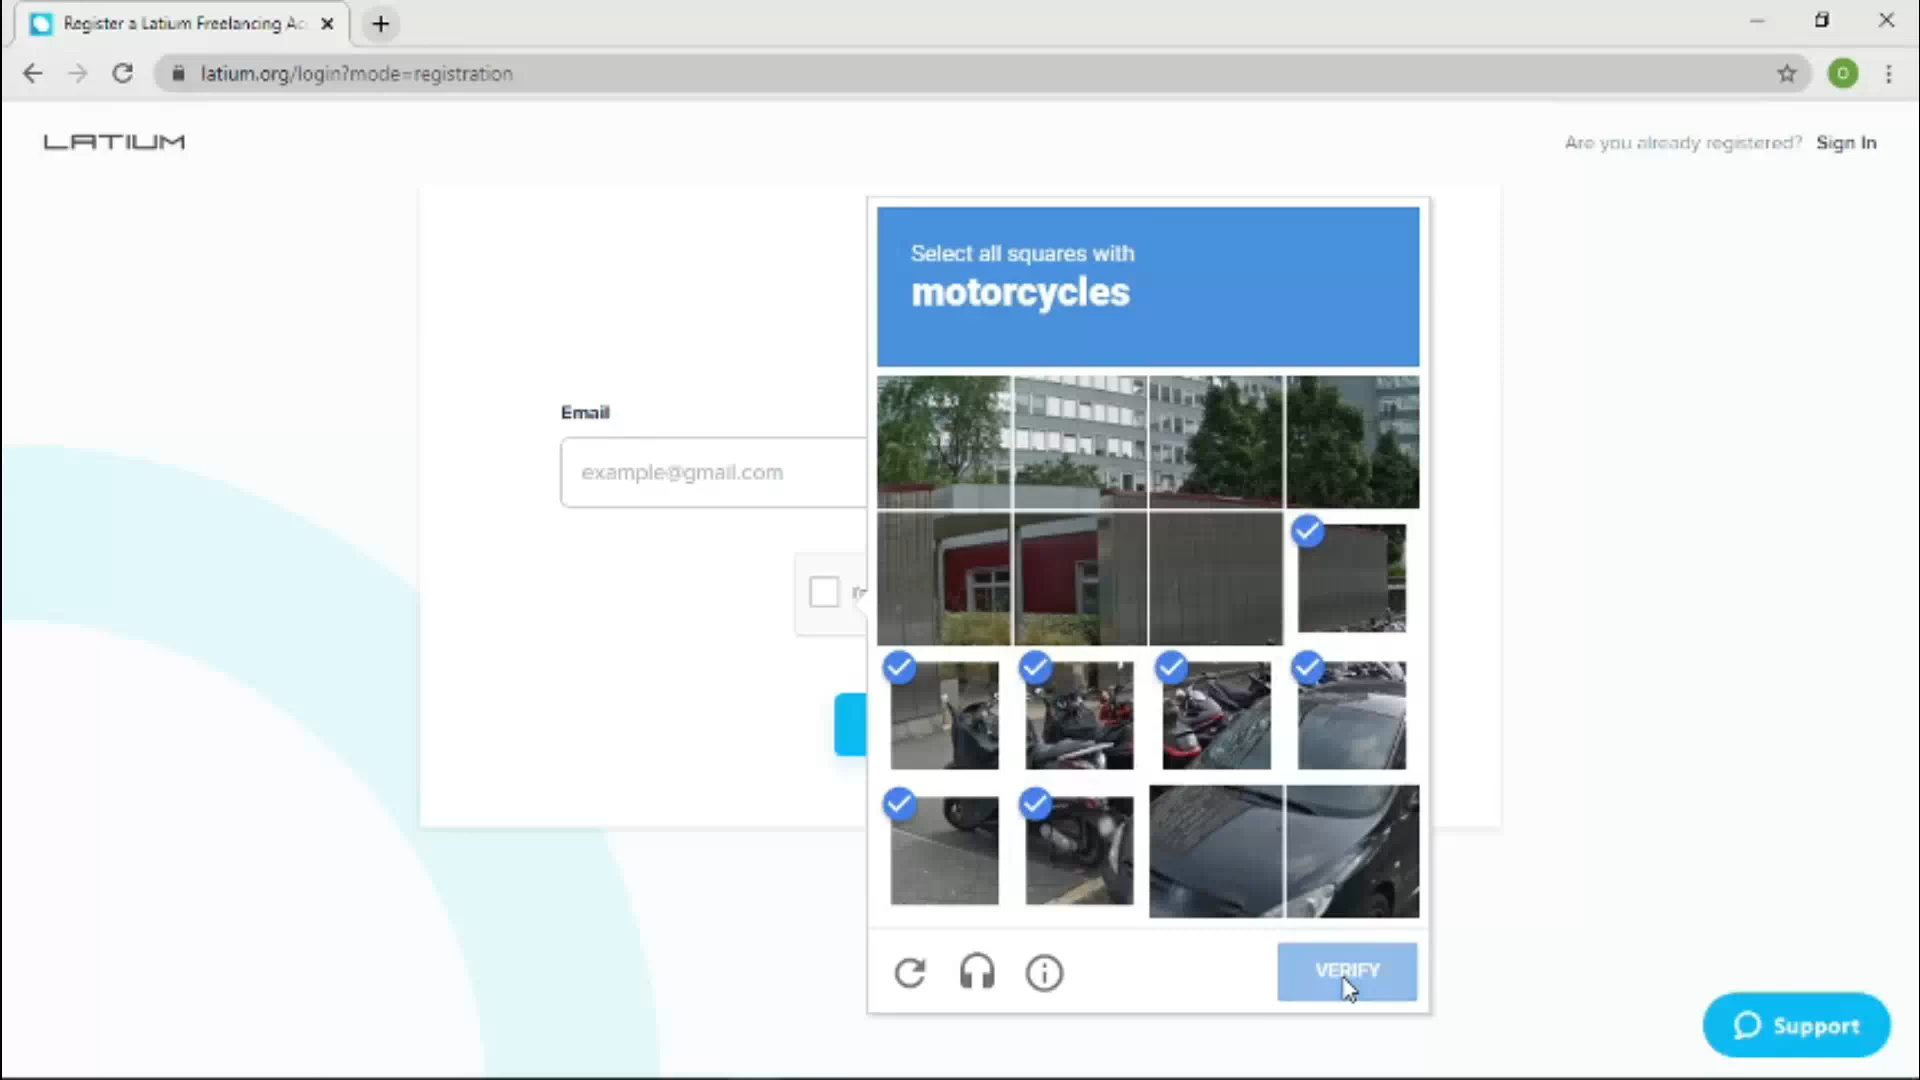 Register a Latium Freelancing Ac
latium.org/login?mode=registration
O
LATIUM
Are you already registered? Sign In
Select all squares with
motorcycles
Email
example@gmail.com
VERIFY
Support